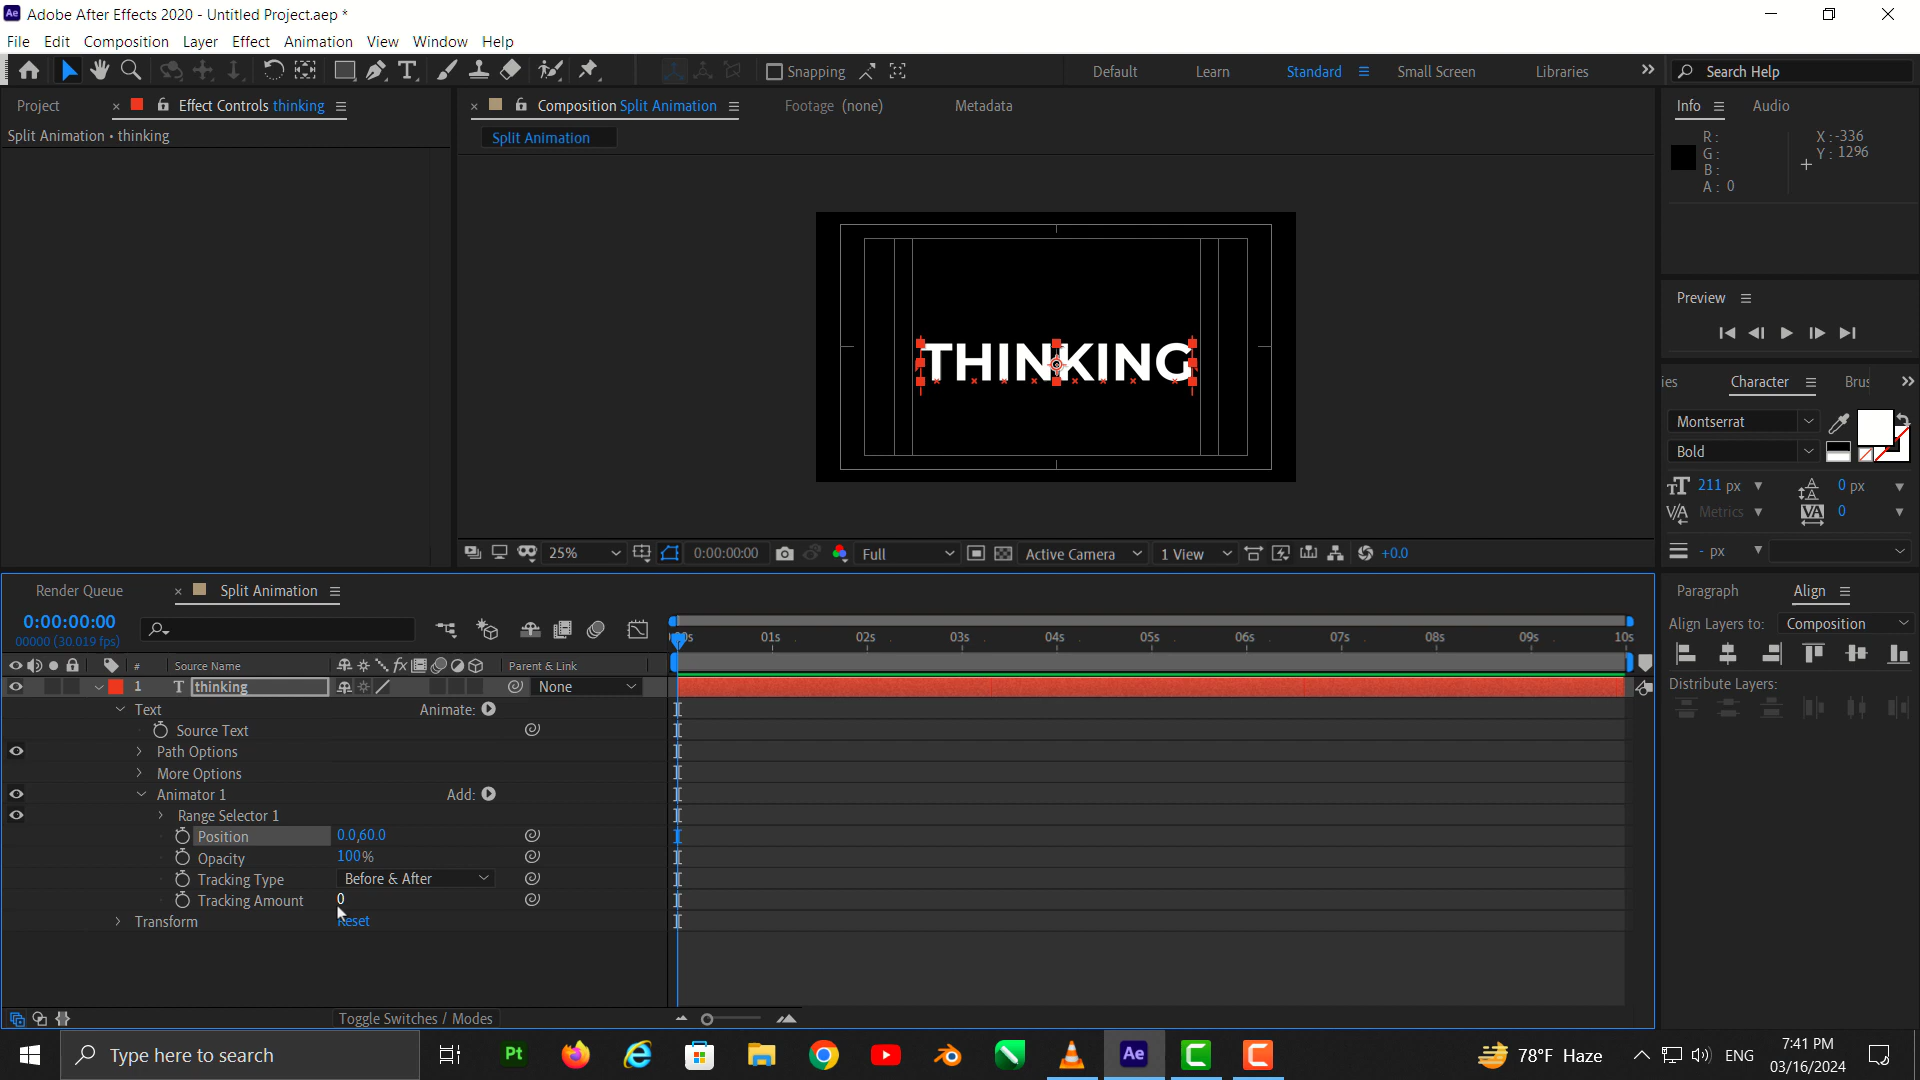 Adobe After Effects 2020 - Untitled Project.aep *
File Edit Composition Layer Effect Animation View Window Help
Snapping Default Learn Standard Small Screen Libraries Search Help
Project Effect Controls thinking Composition Split Animation Footage (none) Metadata Info Audio
Split Animation • thinking Split Animation
R :
G :
B :
A : 0
X : -336
Y : 1296
Preview
THINKING
ies Character Brus
Montserrat
Bold
211 px 0 px
Metrics 0
- px
25% 0:00:00:00 Full Active Camera 1 View +0.0
Render Queue Split Animation Paragraph Align
0:00:00:00
00000 (30.019 fps)
Align Layers to: Composition
01s 02s 03s 04s 05s 06s 07s 08s 09s 10s
# Source Name Parent & Link
1 T thinking None
Distribute Layers:
Text Animate:
Source Text
Path Options
More Options
Animator 1 Add:
Range Selector 1
Position 0.0,60.0
Opacity 100%
Tracking Type Before & After
Tracking Amount 0
Transform Reset
Toggle Switches / Modes
Type here to search Pt Ae 78°F Haze ENG
7:41 PM
03/16/2024